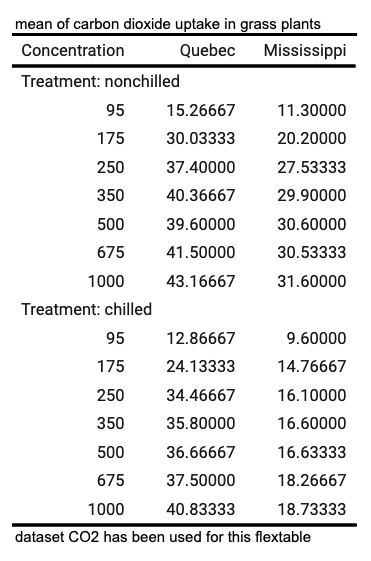 mean of carbon dioxide uptake in grass plants
Concentration Quebec Mississippi
Treatment: nonchilled
95 15.26667 11.30000
175 30.03333 20.20000
250 37.40000 27.53333
350 40.36667 29.90000
500 39.60000 30.60000
675 41.50000 30.53333
1000 43.16667 31.60000
Treatment: chilled
95 12.86667 9.60000
175 24.13333 14.76667
250 34.46667 16.10000
350 35.80000 16.60000
500 36.66667 16.63333
675 37.50000 18.26667
1000 40.83333 18.73333
dataset CO2 has been used for this flextable